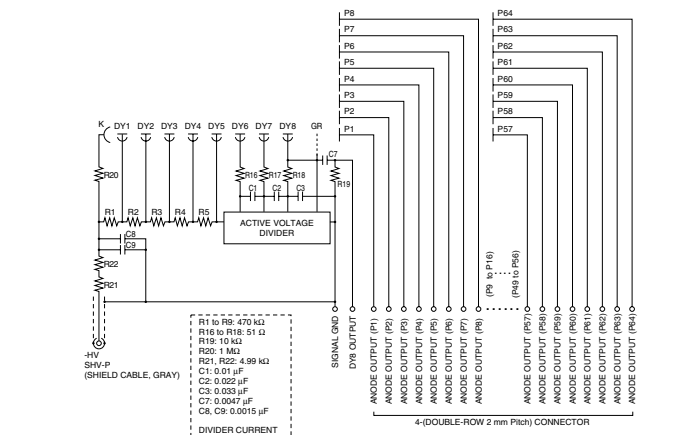 P8
P7
P6
P5
P4
P3
P2
P1
P64
P63
P62
P61
P60
P59
P58
P57
K
DY1
DY2
DY3
DY4
DY5
DY6
DY7
DY8
GR
C7
R20
R16
R17
R18
R19
C1
C2
C3
R1
R2
R3
R4
R5
ACTIVE VOLTAGE
DIVIDER
C8
C9
R22
R21
(P9 to P16)
(P49 to P56)
-HV
SHV-P
(SHIELD CABLE, GRAY)
R1 to R9: 470 kΩ
R16 to R18: 51 Ω
R19: 10 kΩ
R20: 1 MΩ
R21, R22: 4.99 kΩ
C1: 0.01 µF
C2: 0.022 µF
C3: 0.033 µF
C7: 0.0047 µF
C8, C9: 0.0015 µF
DIVIDER CURRENT
SIGNAL GND
DY8 OUTPUT
ANODE OUTPUT (P1)
ANODE OUTPUT (P2)
ANODE OUTPUT (P3)
ANODE OUTPUT (P4)
ANODE OUTPUT (P5)
ANODE OUTPUT (P6)
ANODE OUTPUT (P7)
ANODE OUTPUT (P8)
ANODE OUTPUT (P57)
ANODE OUTPUT (P58)
ANODE OUTPUT (P59)
ANODE OUTPUT (P60)
ANODE OUTPUT (P61)
ANODE OUTPUT (P62)
ANODE OUTPUT (P63)
ANODE OUTPUT (P64)
4-(DOUBLE-ROW 2 mm Pitch) CONNECTOR